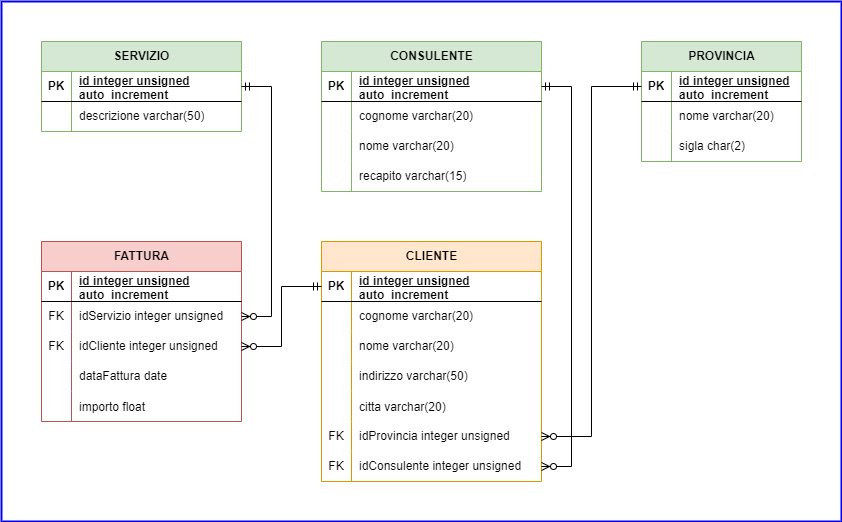 SERVIZIO
PK id integer unsigned
auto_increment
descrizione varchar(50)
CONSULENTE
PK id integer unsigned
auto_increment
cognome varchar(20)
nome varchar(20)
recapito varchar(15)
PROVINCIA
PK id integer unsigned
auto_increment
nome varchar(20)
sigla char(2)
FATTURA
PK id integer unsigned
auto_increment
FK idServizio integer unsigned
FK idCliente integer unsigned
dataFattura date
importo float
CLIENTE
PK id integer unsigned
auto_increment
cognome varchar(20)
nome varchar(20)
indirizzo varchar(50)
citta varchar(20)
FK idProvincia integer unsigned
FK idConsulente integer unsigned